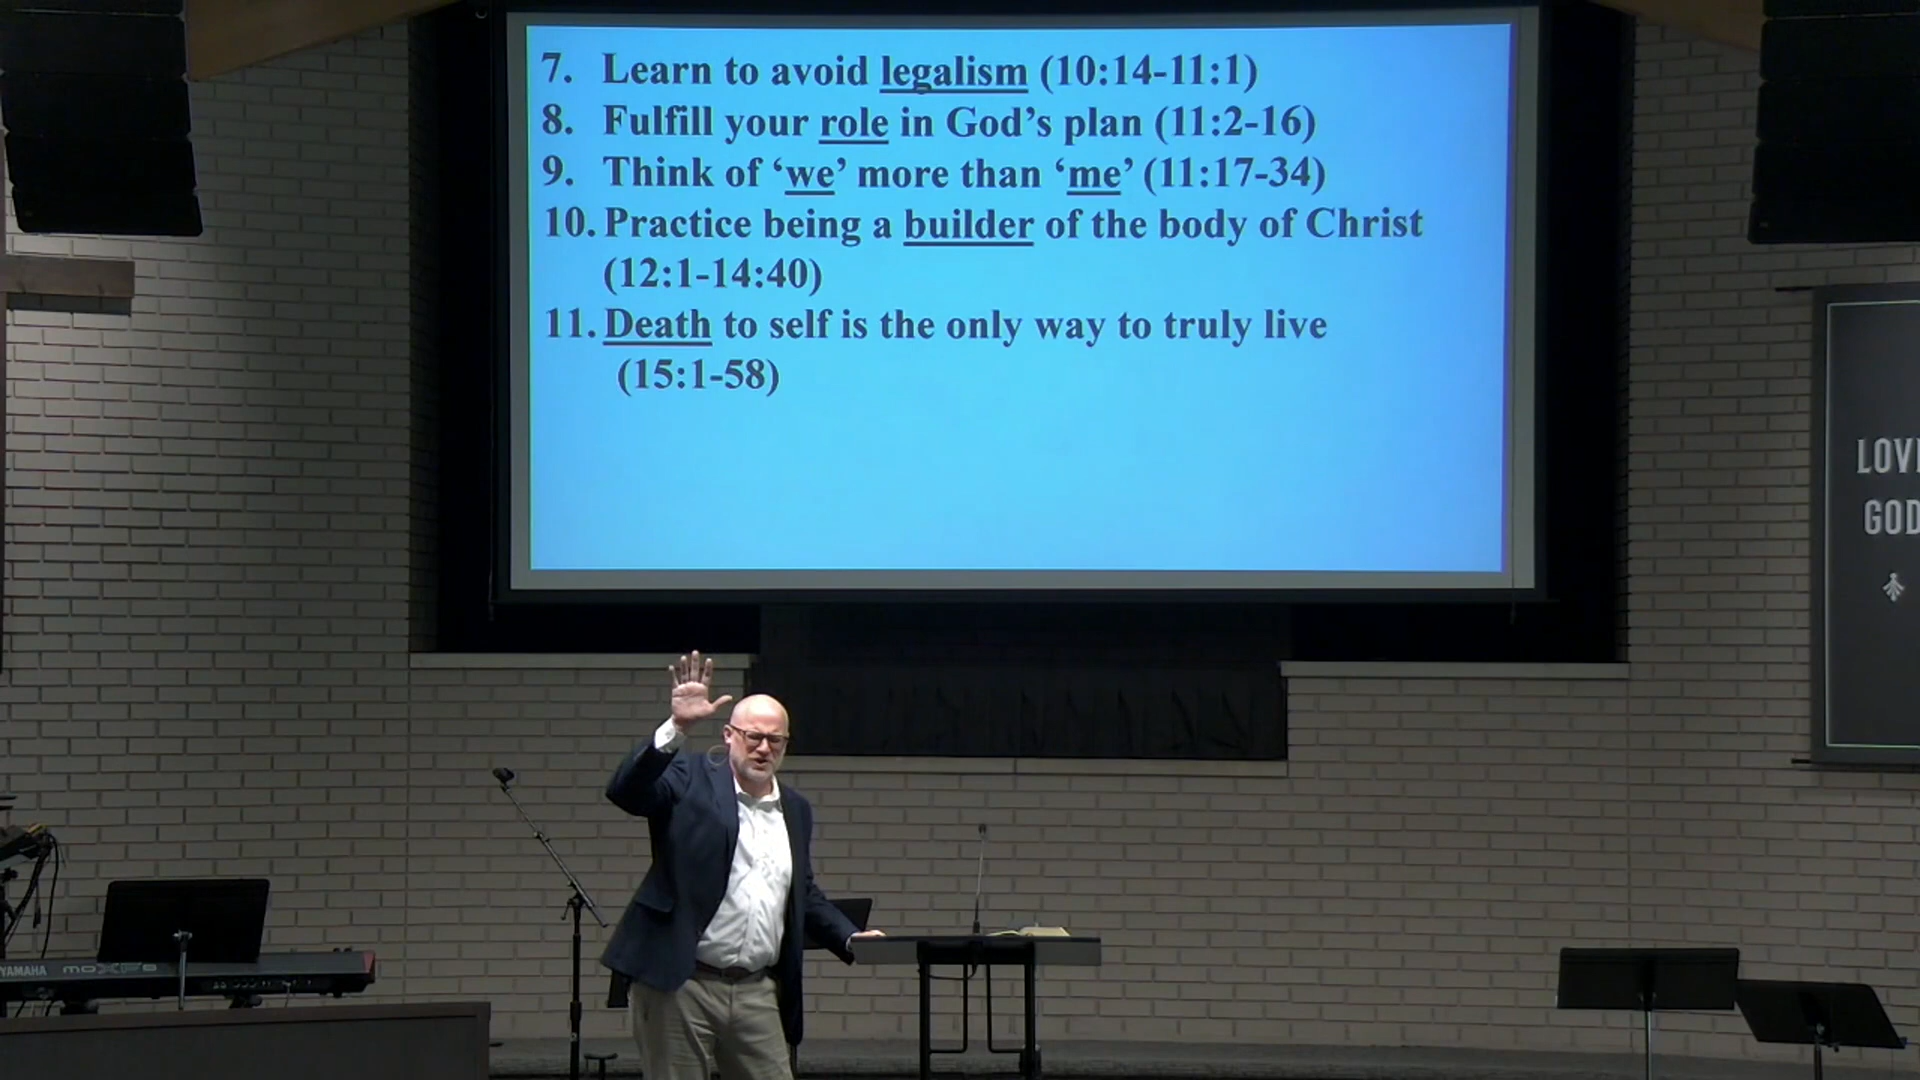 7. Learn to avoid legalism (10:14-11:1)
8. Fulfill your role in God’s plan (11:2-16)
9. Think of ‘we’ more than ‘me’ (11:17-34)
10. Practice being a builder of the body of Christ
(12:1-14:40)
11. Death to self is the only way to truly live
(15:1-58)
LOVE
GOD
YAMAHA MOXF8